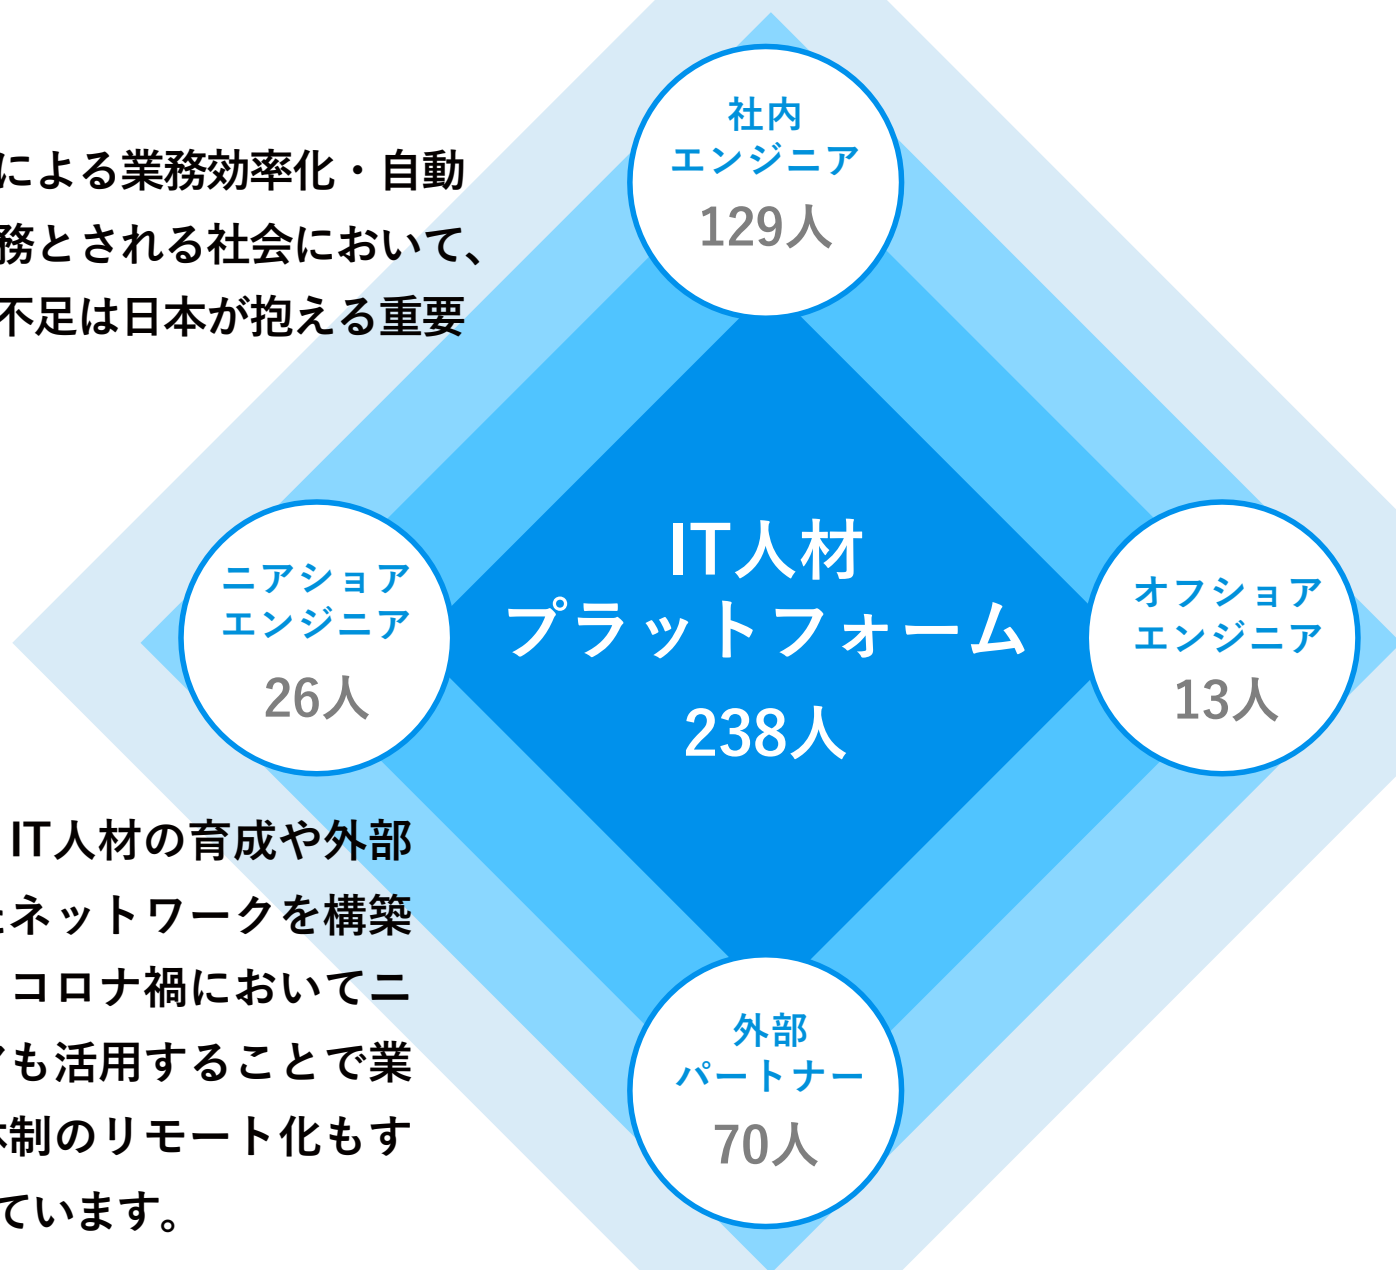 による業務効率化・自動
務とされる社会において、
不足は日本が抱える重要
IT人材の育成や外部
ネットワークを構築
コロナ禍においてニ
も活用することで業
制のリモート化もす
ています。
社内
エンジニア
129人
ニアショア
エンジニア
26人
IT人材
プラットフォーム
238人
オフショア
エンジニア
13人
外部
パートナー
70人